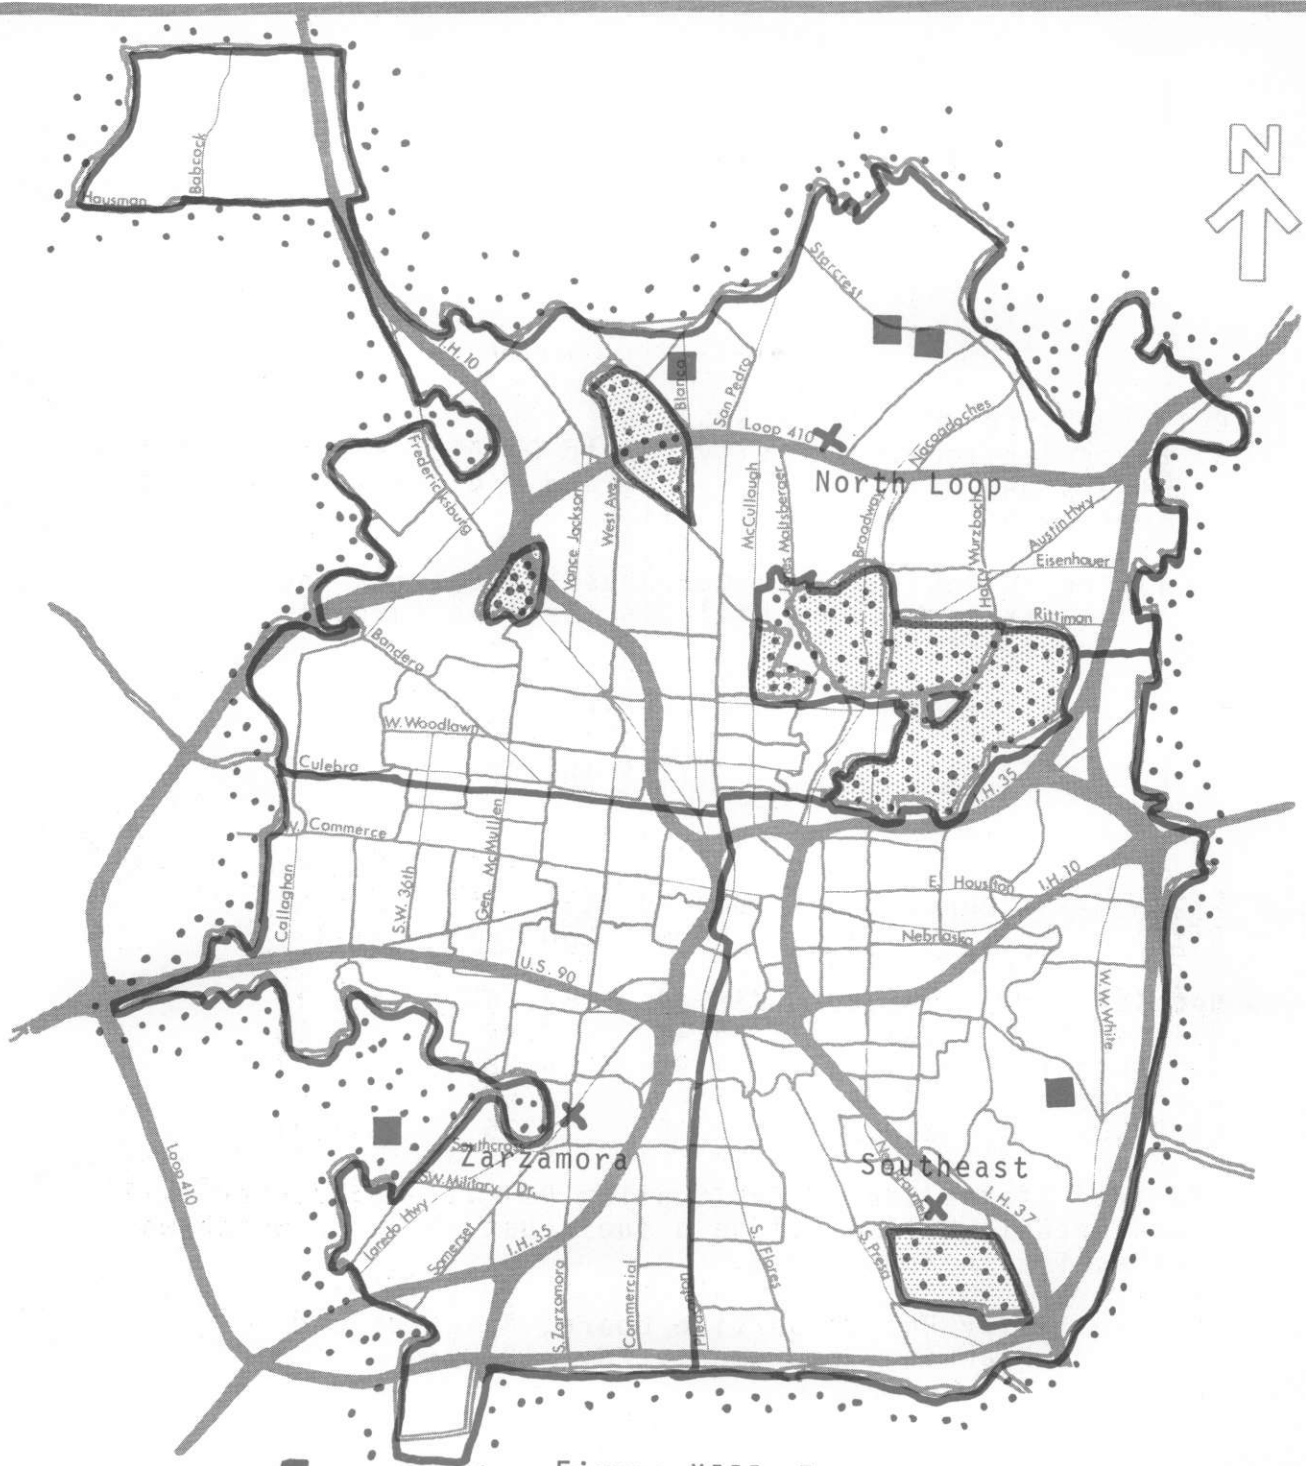 N
Babcock
Hausman
Starcrest
I.H. 10
Blanco
San Pedro
Loop 410
Nacogdoches
North Loop
Fredericksburg
Vance Jackson
West Ave.
McCullough
Broadway
Harry Wurzbach
Austin Hwy
Eisenhauer
Rittiman
Bandera
W. Woodlawn
Culebra
I.H. 35
W. Commerce
Gen. McMullen
Callaghan
S.W. 36th
E. Houston
I.H. 10
Nebraska
U.S. 90
W.W. White
Loop 410
Zarzamora
SW. Military Dr.
Southeast
I.H. 37
Laredo Hwy
Somerset
I.H. 35
S. Zarzamora
Commercial
S. Flores
S. Presa